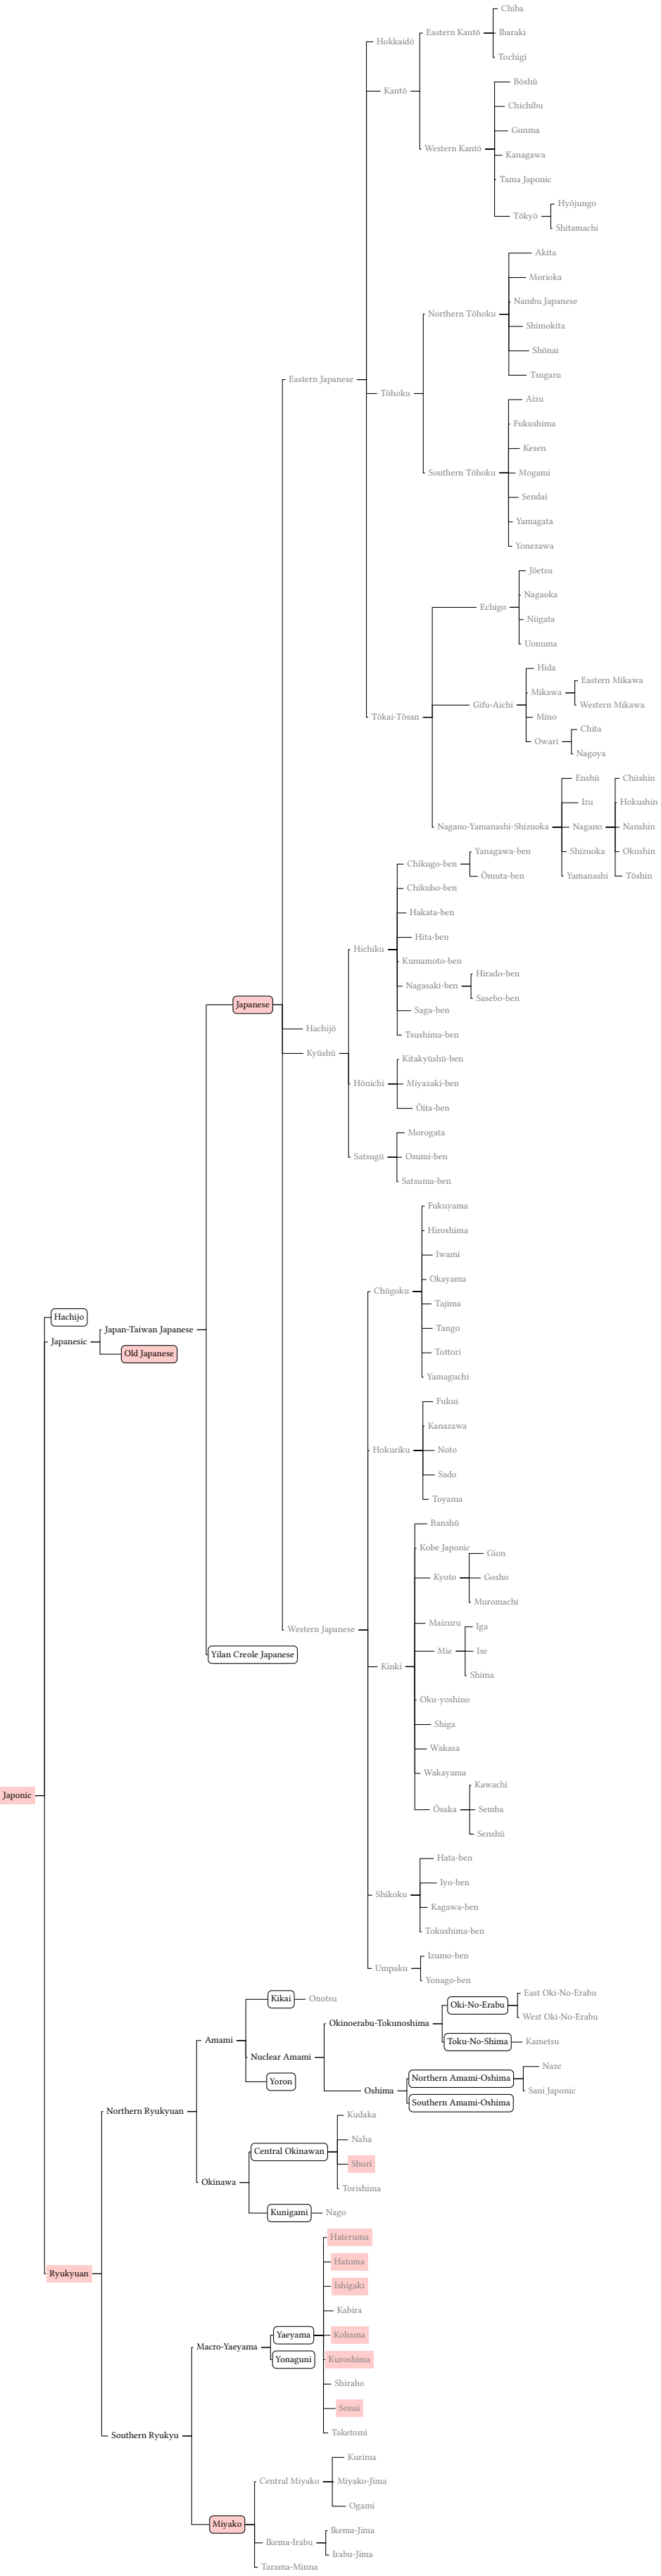 Chiba
Eastern Kantō
Ibaraki
Hokkaidō
Tochigi
Bōshū
Kantō
Chichibu
Gunma
Western Kantō
Kanagawa
Tama Japonic
Hyōjungo
Tōkyō
Shitamachi
Akita
Morioka
Nambu Japanese
Northern Tōhoku
Shimokita
Shōnai
Tsugaru
Eastern Japanese
Tōhoku
Aizu
Fukushima
Kesen
Southern Tōhoku
Mogami
Sendai
Yamagata
Yonezawa
Jōetsu
Nagaoka
Echigo
Niigata
Uonuma
Hida
Eastern Mikawa
Mikawa
Gifu-Aichi
Western Mikawa
Tōkai-Tōsan
Mino
Chita
Owari
Nagoya
Enshū
Chūshin
Izu
Hokushin
Nagano-Yamanashi-Shizuoka
Nagano
Nanshin
Shizuoka
Okushin
Yamanashi
Tōshin
Yanagawa-ben
Chikugo-ben
Ōmuta-ben
Chikuho-ben
Hakata-ben
Hita-ben
Hichiku
Kumamoto-ben
Hirado-ben
Nagasaki-ben
Sasebo-ben
Japanese
Saga-ben
Hachijō
Tsushima-ben
Kyūshū
Kitakyūshū-ben
Hōnichi
Miyazaki-ben
Ōita-ben
Morogata
Satsugū
Osumi-ben
Satsuma-ben
Fukuyama
Hiroshima
Iwami
Okayama
Chūgoku
Tajima
Hachijo
Tango
Japan-Taiwan Japanese
Japanesic
Old Japanese
Tottori
Yamaguchi
Fukui
Kanazawa
Hokuriku
Noto
Sado
Toyama
Banshū
Kobe Japonic
Gion
Kyoto
Gosho
Muromachi
Maizuru
Western Japanese
Iga
Mie
Ise
Yilan Creole Japanese
Kinki
Shima
Oku-yoshino
Shiga
Wakasa
Wakayama
Kawachi
Japonic
Ōsaka
Semba
Senshū
Hata-ben
Iyo-ben
Shikoku
Kagawa-ben
Tokushima-ben
Izumo-ben
Umpaku
Yonago-ben
East Oki-No-Erabu
Kikai
Onotsu
Oki-No-Erabu
West Oki-No-Erabu
Okinoerabu-Tokunoshima
Amami
Toku-No-Shima
Kametsu
Nuclear Amami
Naze
Yoron
Northern Amami-Oshima
Oshima
Sani Japonic
Southern Amami-Oshima
Northern Ryukyuan
Kudaka
Naha
Central Okinawan
Shuri
Okinawa
Torishima
Kunigami
Nago
Hateruma
Hatoma
Ryukyuan
Ishigaki
Kabira
Yaeyama
Kohama
Macro-Yaeyama
Yonaguni
Kuroshima
Shiraho
Sonai
Southern Ryukyu
Taketomi
Kurima
Central Miyako
Miyako-Jima
Ogami
Miyako
Ikema-Jima
Ikema-Irabu
Irabu-Jima
Tarama-Minna